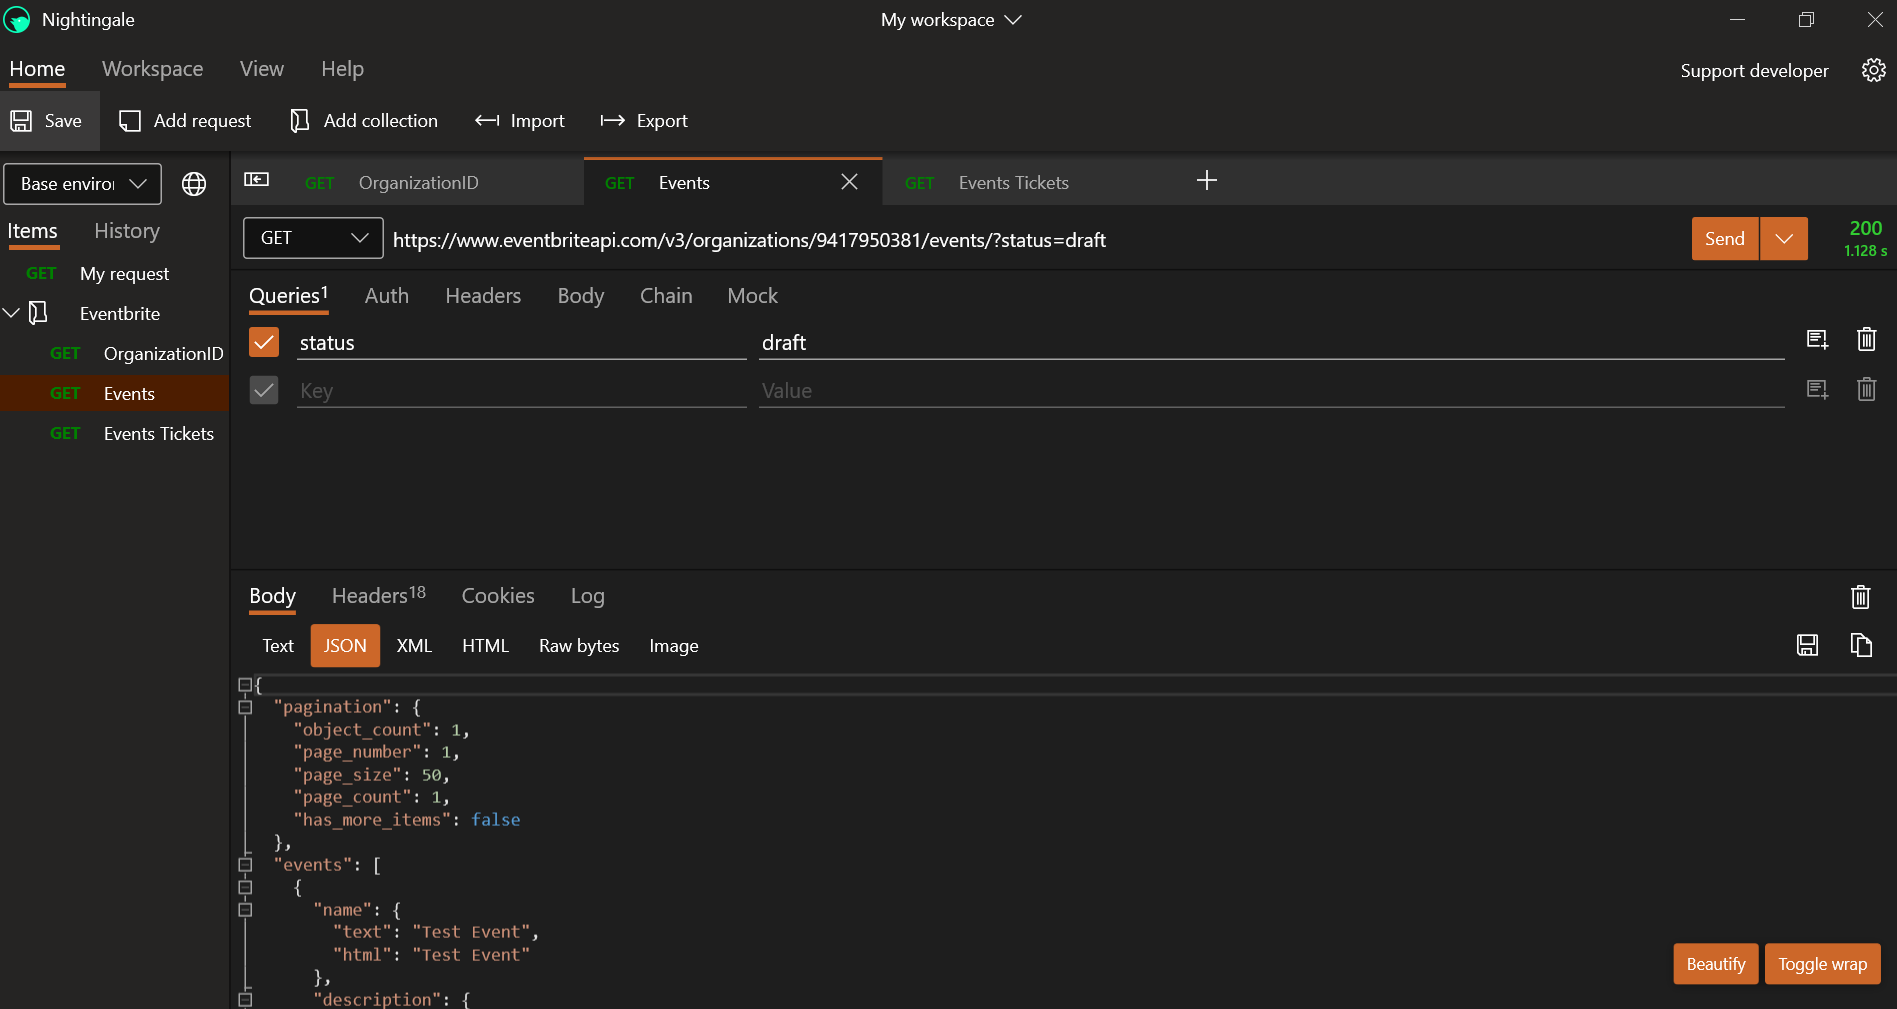 Nightingale
My workspace
Home Workspace View Help
Support developer
Save Add request Add collection Import Export
Base enviroi
GET OrganizationID GET Events GET Events Tickets
Items History
GET https://www.eventbriteapi.com/v3/organizations/9417950381/events/?status=draft
Send
200
1.128 s
GET My request
Eventbrite
GET OrganizationID
GET Events
GET Events Tickets
Queries1 Auth Headers Body Chain Mock
status draft
Key Value
Body Headers18 Cookies Log
Text JSON XML HTML Raw bytes Image
{
"pagination": {
"object_count": 1,
"page_number": 1,
"page_size": 50,
"page_count": 1,
"has_more_items": false
},
"events": [
{
"name": {
"text": "Test Event",
"html": "Test Event"
},
"description": {
Beautify Toggle wrap